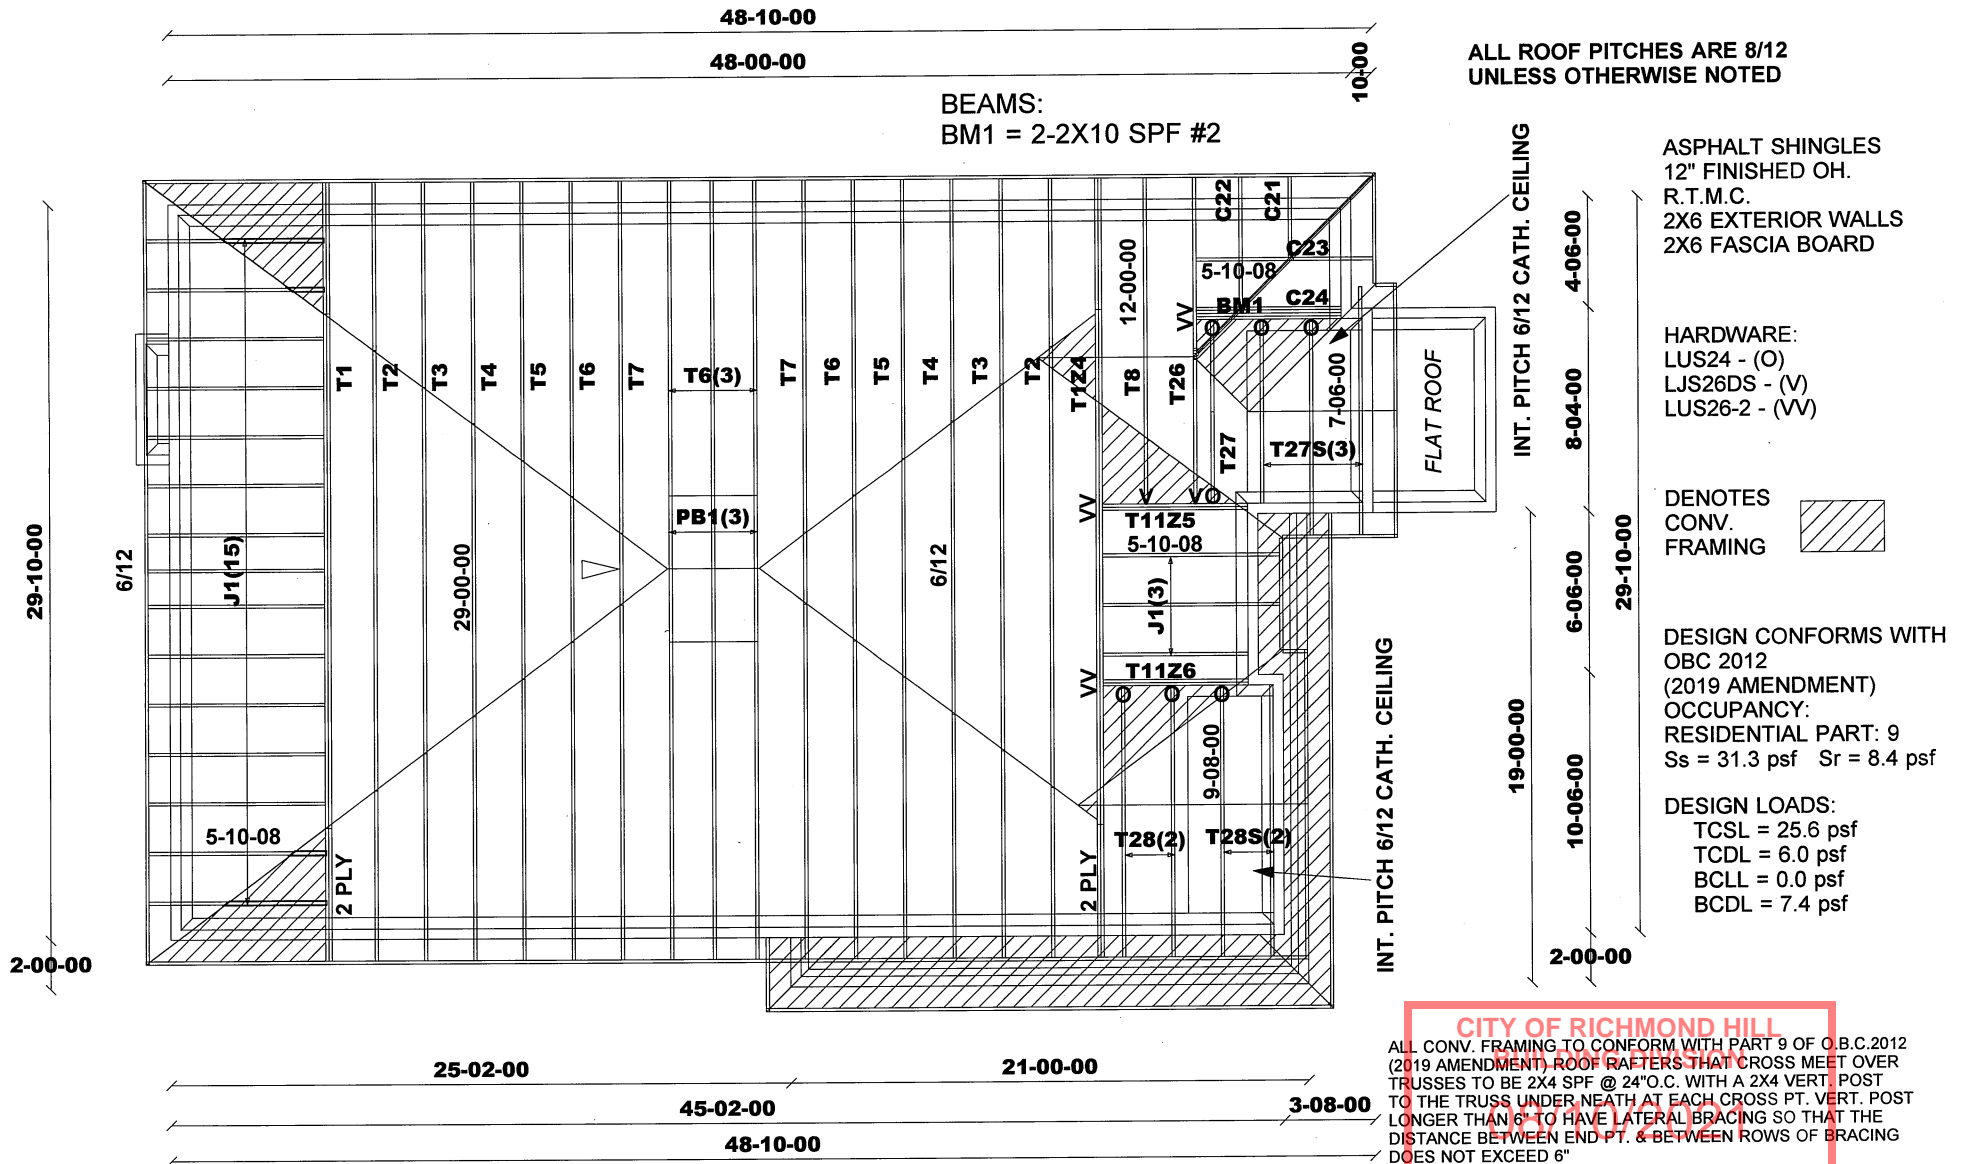 48-10-00
48-00-00
10-00
ALL ROOF PITCHES ARE 8/12
UNLESS OTHERWISE NOTED
BEAMS:
BM1 = 2-2X10 SPF #2
INT. PITCH 6/12 CATH. CEILING
ASPHALT SHINGLES
12" FINISHED OH.
R.T.M.C.
2X6 EXTERIOR WALLS
2X6 FASCIA BOARD
C22
C21
C23
5-10-08
C24
BM1
VV
O
O
O
12-00-00
4-06-00
HARDWARE:
LUS24 - (O)
LJS26DS - (V)
LUS26-2 - (VV)
T1
T2
T3
T4
T5
T6
T7
T6(3)
T7
T6
T5
T4
T3
T2
T1Z4
T8
T26
7-06-00
FLAT ROOF
8-04-00
T27
T27S(3)
DENOTES
CONV.
FRAMING
PB1(3)
VV
V
V
O
T11Z5
5-10-08
J1(3)
29-10-00
6/12
J1(15)
29-00-00
6/12
6-06-00
29-10-00
T11Z6
VV
O
O
O
INT. PITCH 6/12 CATH. CEILING
DESIGN CONFORMS WITH
OBC 2012
(2019 AMENDMENT)
OCCUPANCY:
RESIDENTIAL PART: 9
Ss = 31.3 psf Sr = 8.4 psf
9-08-00
19-00-00
10-06-00
DESIGN LOADS:
TCSL = 25.6 psf
TCDL = 6.0 psf
BCLL = 0.0 psf
BCDL = 7.4 psf
5-10-08
2 PLY
2 PLY
T28(2)
T28S(2)
2-00-00
2-00-00
25-02-00
21-00-00
45-02-00
3-08-00
48-10-00
CITY OF RICHMOND HILL
BUILDING DIVISION
08/10/2021
ALL CONV. FRAMING TO CONFORM WITH PART 9 OF O.B.C.2012
(2019 AMENDMENT) ROOF RAFTERS THAT CROSS MEET OVER
TRUSSES TO BE 2X4 SPF @ 24"O.C. WITH A 2X4 VERT. POST
TO THE TRUSS UNDER NEATH AT EACH CROSS PT. VERT. POST
LONGER THAN 6" TO HAVE LATERAL BRACING SO THAT THE
DISTANCE BETWEEN END PT. & BETWEEN ROWS OF BRACING
DOES NOT EXCEED 6"